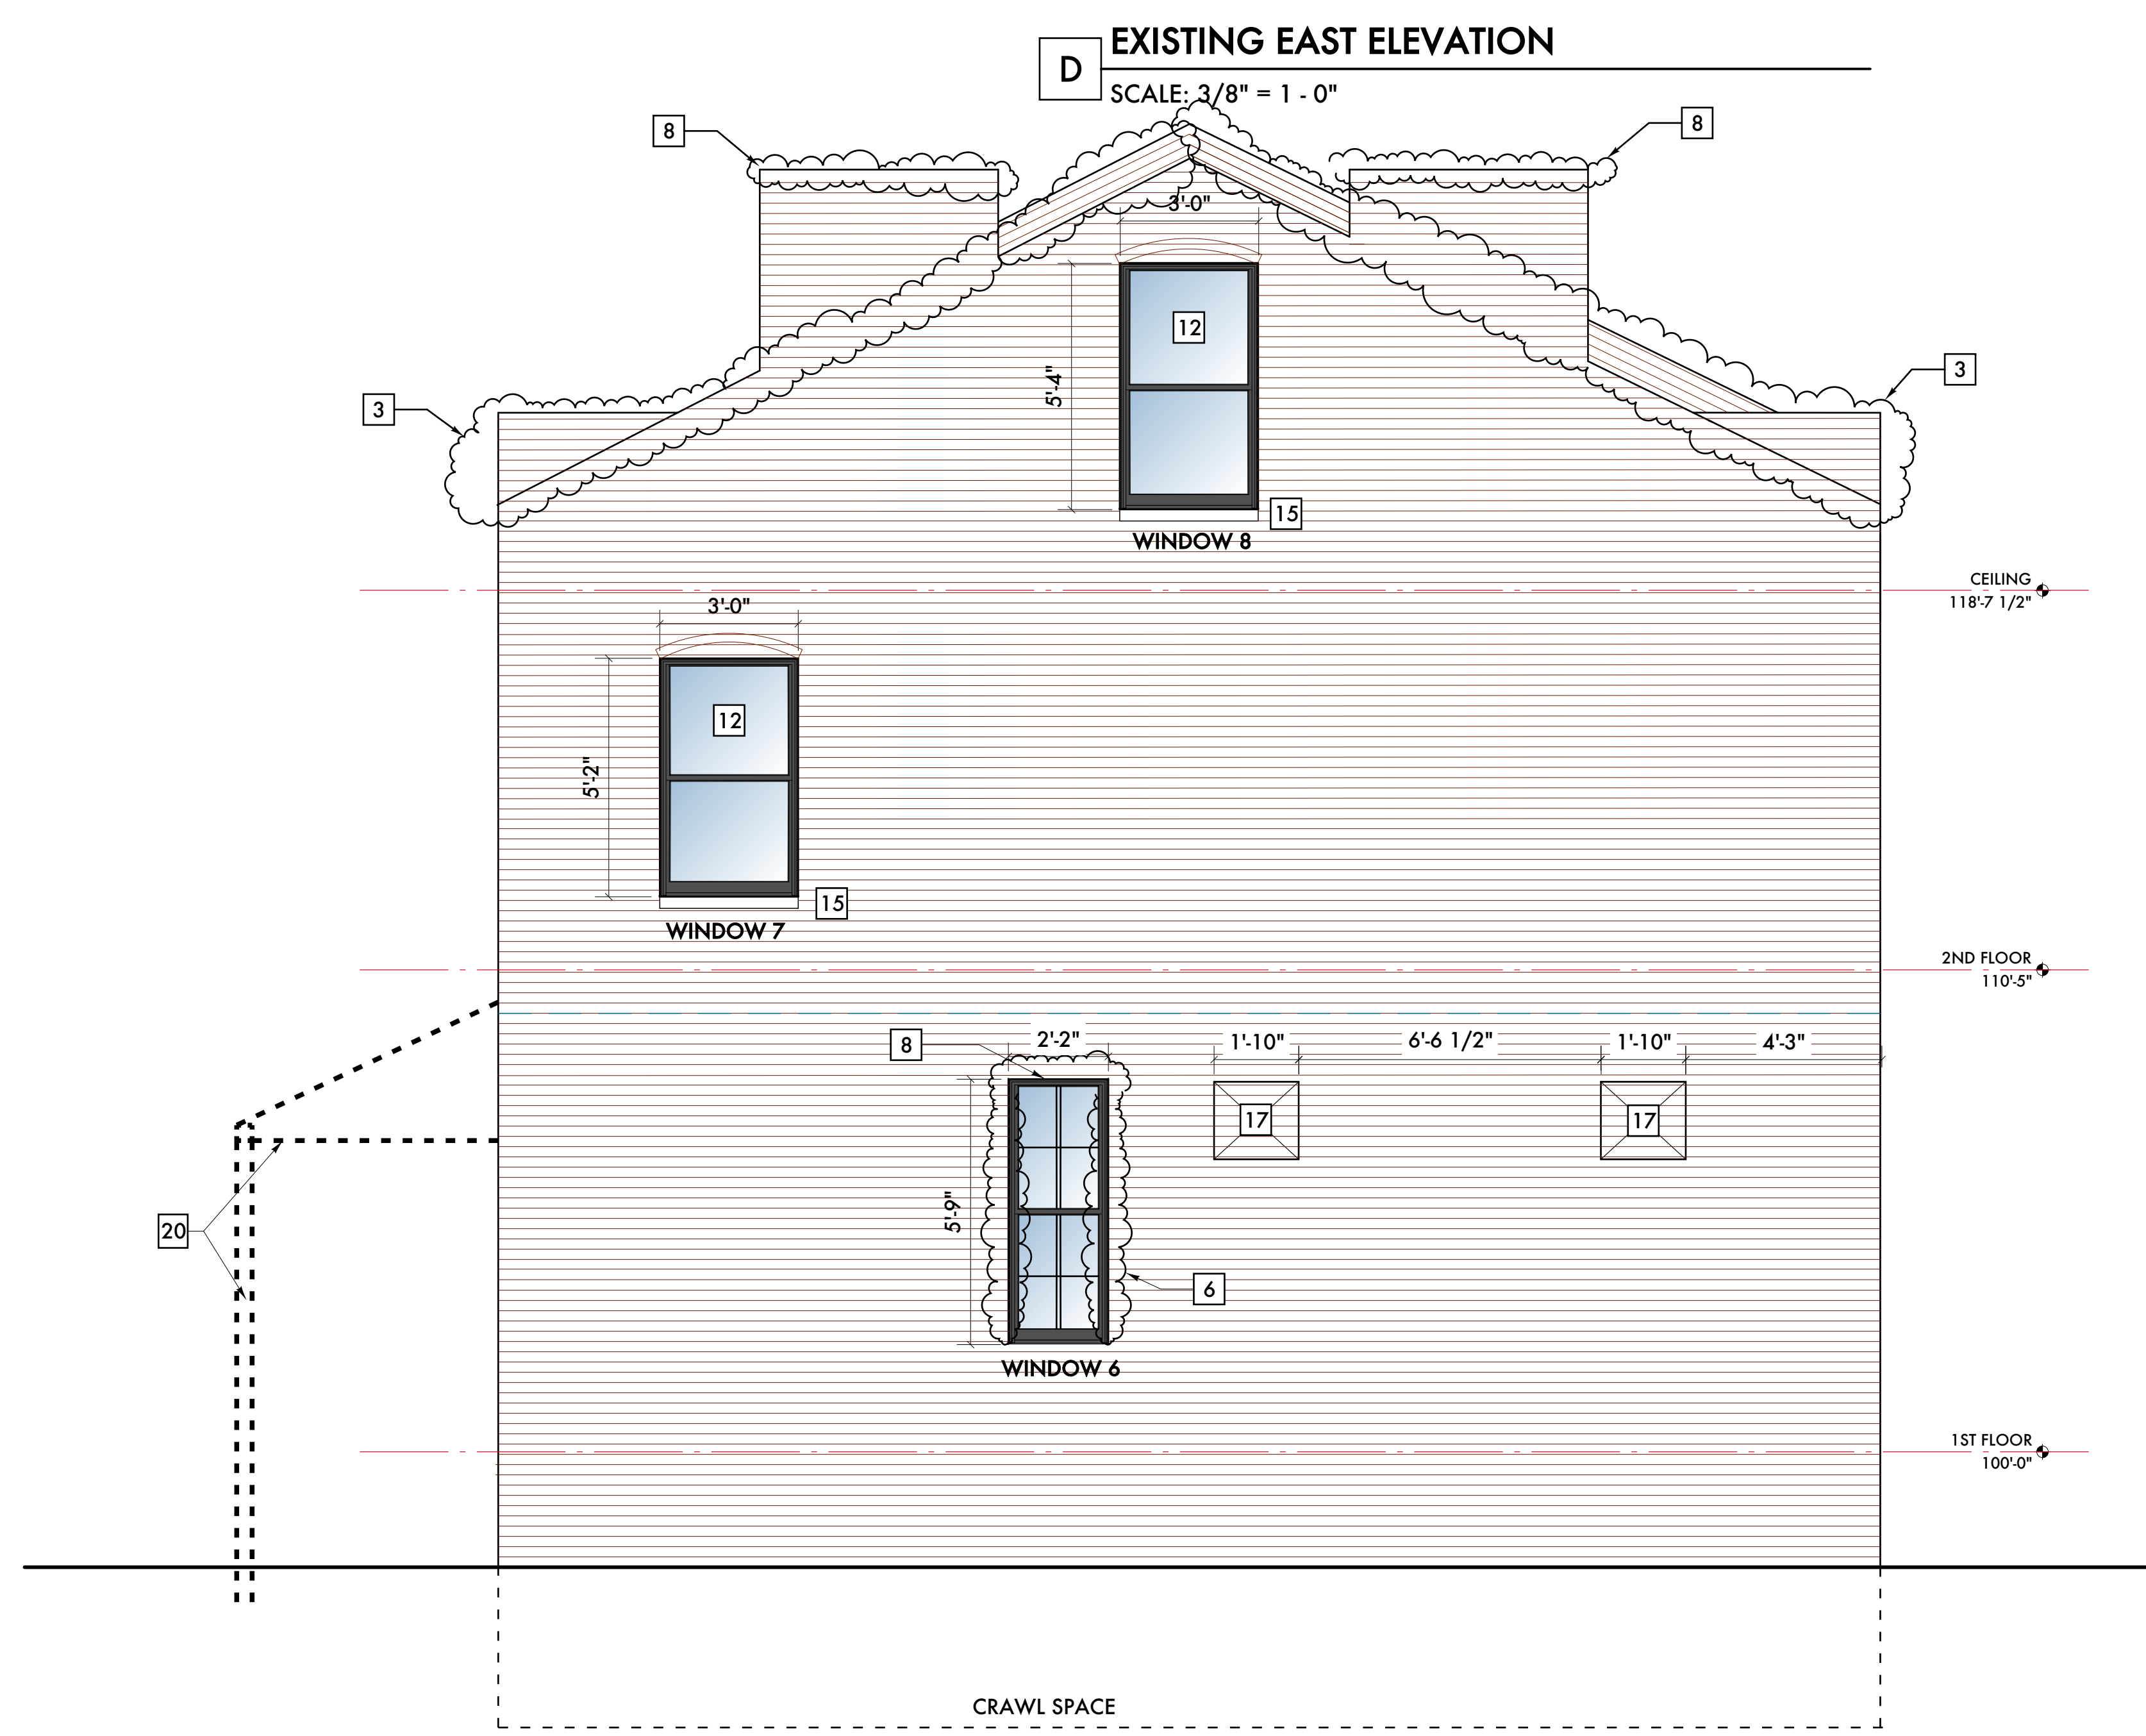 D
EXISTING EAST ELEVATION
SCALE: 3/8" = 1 - 0"
8
8
3'-0"
12
5'-4"
3
3
15
WINDOW 8
CEILING
118'-7 1/2"
3'-0"
12
5'-2"
15
WINDOW 7
2ND FLOOR
110'-5"
8
2'-2"
1'-10"
6'-6 1/2"
1'-10"
4'-3"
17
17
5'-9"
20
6
WINDOW 6
1ST FLOOR
100'-0"
CRAWL SPACE